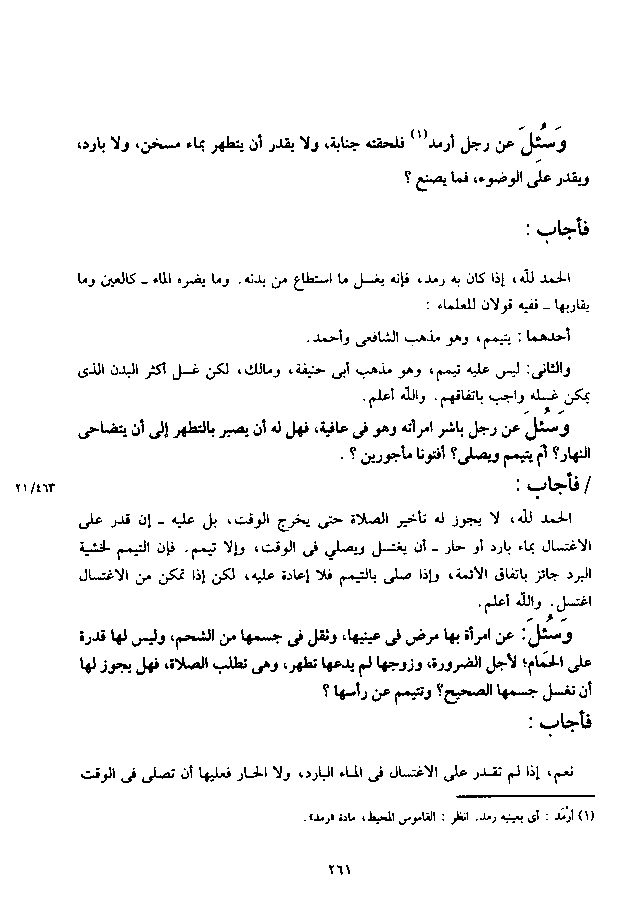 وَسُئِلَ عن رجل أرمد(١) فلحقته جنابة، ولا يقدر أن يتطهر بماء مسخن، ولا بارد،
ويقدر على الوضوء، فما يصنع ؟
فأجاب :
الحمد للّه، إذا كان به رمد، فإنه يغسل ما استطاع من بدنه. وما يضره الماء ـ كالعين وما
يقاربها ـ ففيه قولان للعلماء :
أحدهما : يتيمم، وهو مذهب الشافعى وأحمد.
والثانى: ليس عليه تيمم، وهو مذهب أبى حنيفة، ومالك، لكن غسل أكثر البدن الذى
يمكن غسله واجب باتفاقهم. واللّه أعلم.
وَسُئلَ عن رجل باشر امرأته وهو فى عافية، فهل له أن يصبر بالتطهر إلى أن يتضاحى
النهار؟ أم يتيمم ويصلى؟ أفتونا مأجورين ؟ .
/ فأجاب :
٢١/٤٦٣
الحمد للّه، لا يجوز له تأخير الصلاة حتى يخرج الوقت، بل عليه ـ إن قدر على
الاغتسال بماء بارد أو حار ـ أن يغتسل ويصلي فى الوقت، وإلا تيمم. فإن التيمم لخشية
البرد جائز باتفاق الأئمة، وإذا صلى بالتيمم فلا إعادة عليه، لكن إذا تمكن من الاغتسال
اغتسل. واللّه أعلم.
وَسُئلَ: عن امرأة بها مرض فى عينيها، وثقل فى جسمها من الشحم، وليس لها قدرة
على الحمَّام؛ لأجل الضرورة، وزوجها لم يدعها تطهر، وهى تطلب الصلاة، فهل يجوز لها
أن تغسل جسمها الصحيح؟ وتتيمم عن رأسها ؟
فأجاب :
نعم، إذا لم تقدر على الاغتسال فى الماء البارد، ولا الحار فعليها أن تصلى فى الوقت
(١) أرْمَد : أى بعينيه رمد. انظر : القاموس المحيط، مادة «رمد».
٢٦١